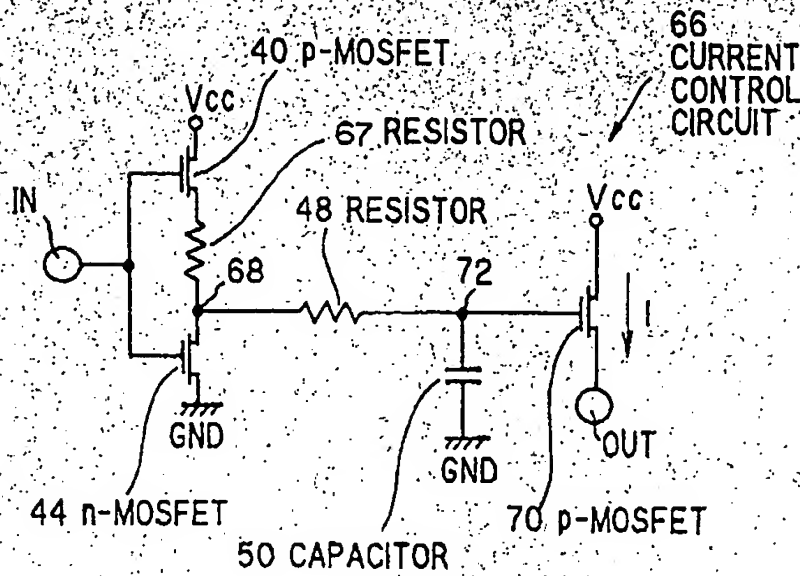 66
CURRENT
CONTROL
CIRCUIT
40 p-MOSFET
Vcc
67 RESISTOR
IN
48 RESISTOR
Vcc
68
72
I
GND
GND
OUT
44 n-MOSFET
70 p-MOSFET
50 CAPACITOR